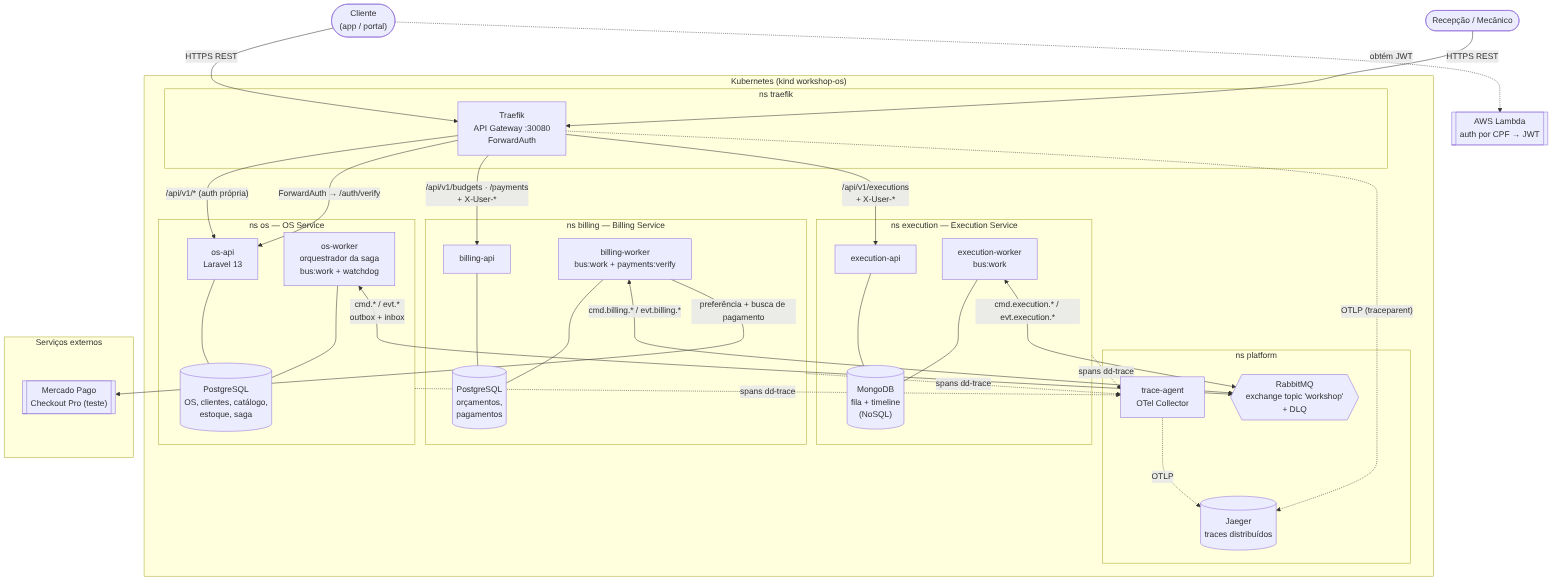 Cliente
(app / portal)
Recepção / Mecânico
HTTPS REST
obtém JWT
HTTPS REST
Kubernetes (kind workshop-os)
ns traefik
Traefik
API Gateway :30080
ForwardAuth
AWS Lambda
auth por CPF → JWT
/api/v1/* (auth própria)
ForwardAuth → /auth/verify
/api/v1/budgets · /payments
+ X-User-*
/api/v1/executions
+ X-User-*
ns os — OS Service
os-api
Laravel 13
os-worker
orquestrador da saga
bus:work + watchdog
ns billing — Billing Service
billing-api
billing-worker
bus:work + payments:verify
ns execution — Execution Service
execution-api
execution-worker
bus:work
cmd.* / evt.*
outbox + inbox
cmd.billing.* / evt.billing.*
preferência + busca de
pagamento
cmd.execution.* /
evt.execution.*
OTLP (traceparent)
Serviços externos
Mercado Pago
Checkout Pro (teste)
PostgreSQL
OS, clientes, catálogo,
estoque, saga
PostgreSQL
orçamentos,
pagamentos
MongoDB
fila + timeline
(NoSQL)
spans dd-trace
spans dd-trace
spans dd-trace
ns platform
trace-agent
OTel Collector
RabbitMQ
exchange topic 'workshop'
+ DLQ
OTLP
Jaeger
traces distribuídos